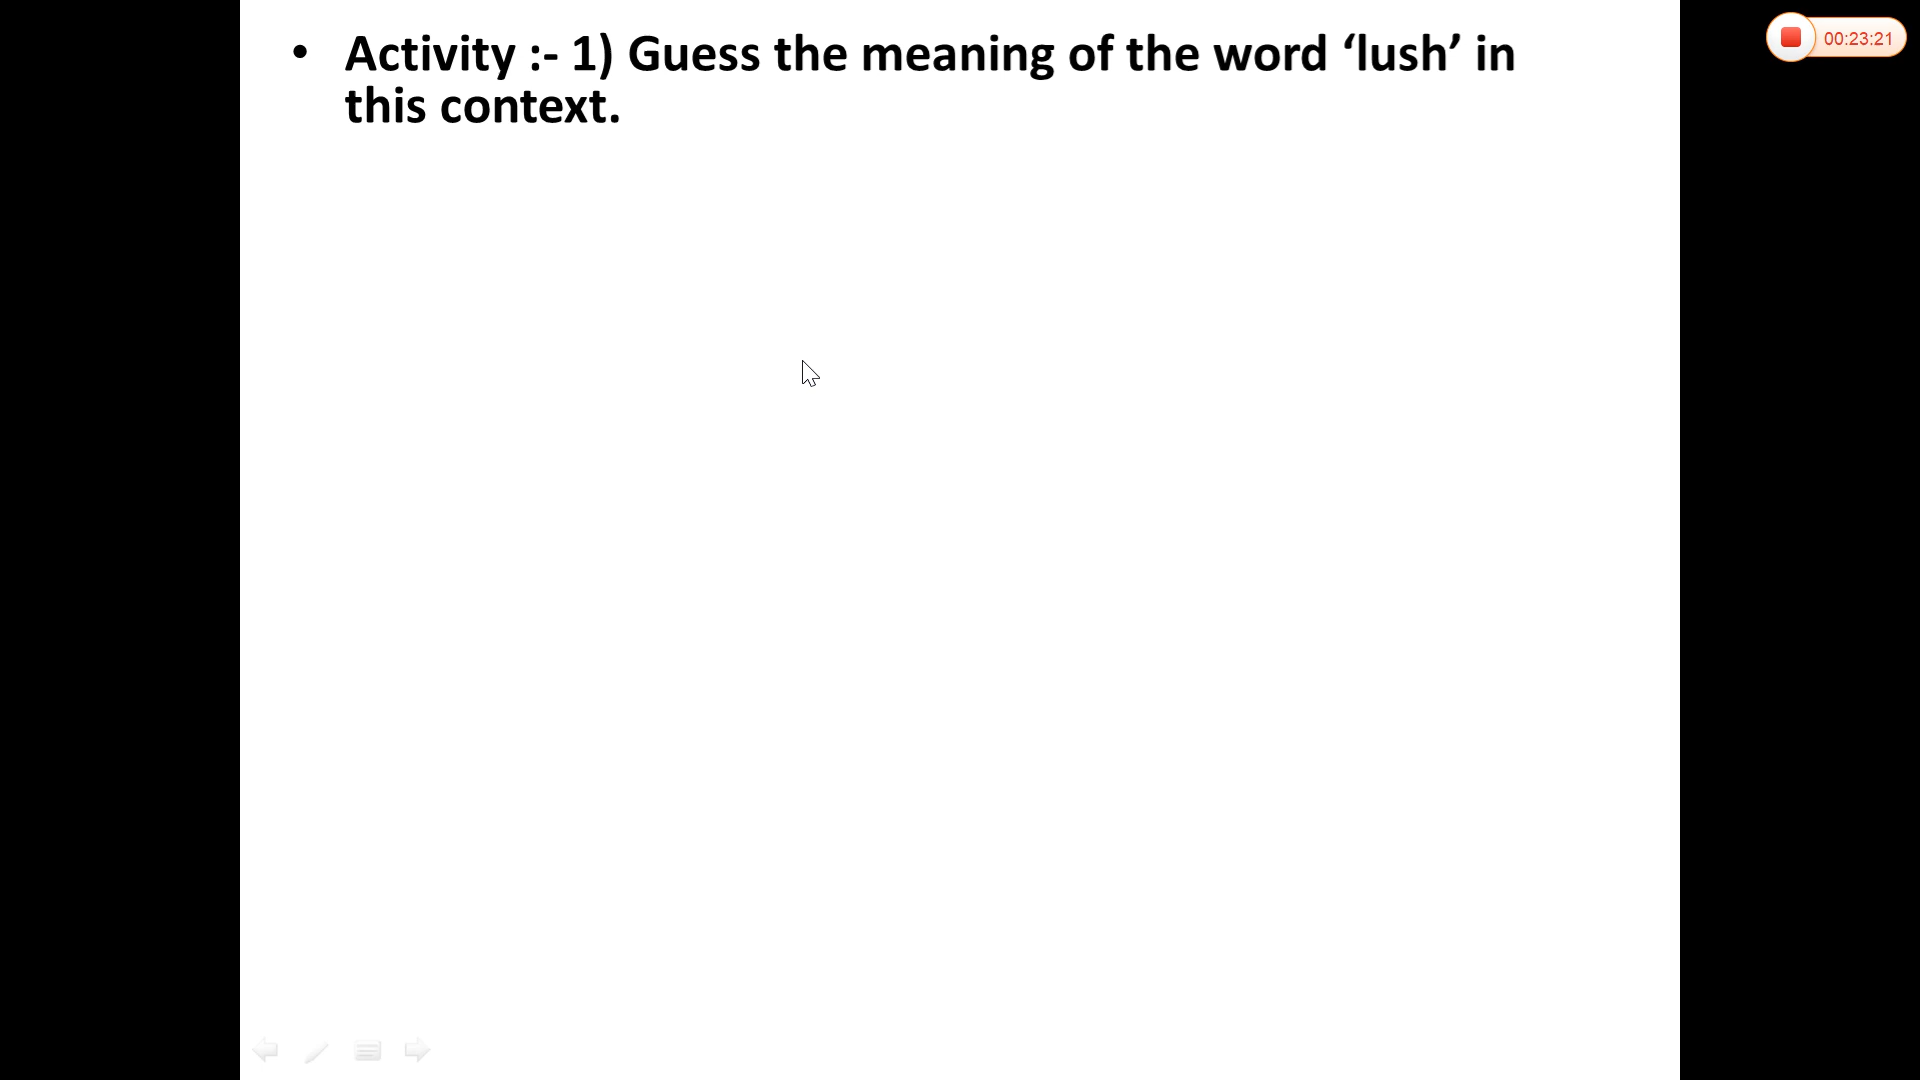 • Activity :- 1) Guess the meaning of the word ‘lush’ in
this context.
00:23:21